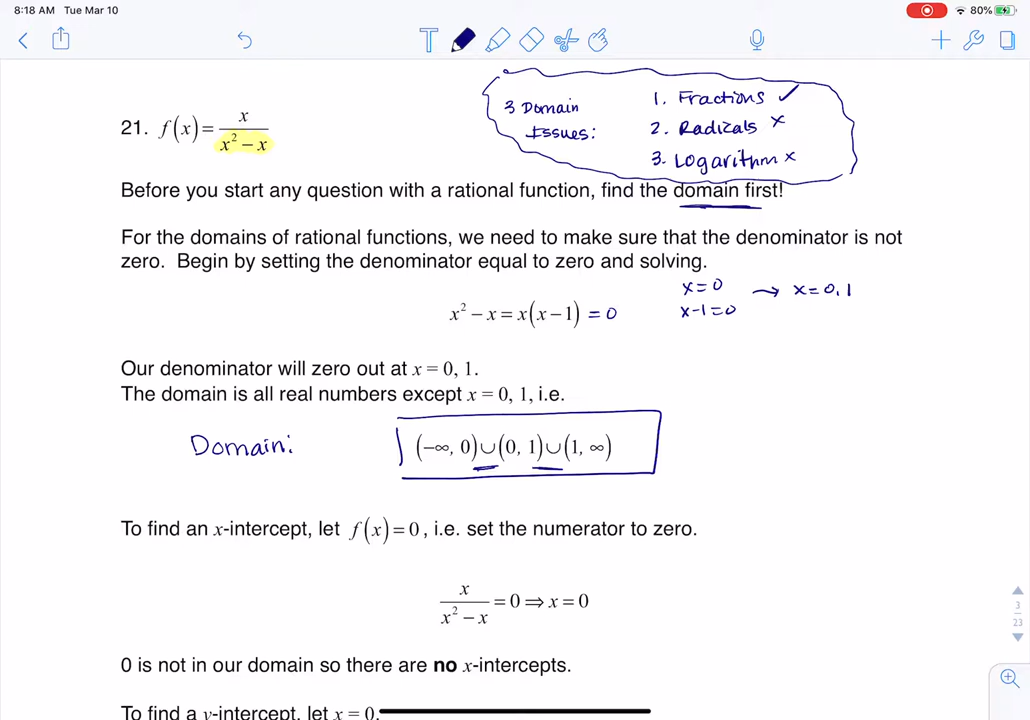 8:18 AM Tue Mar 10
80%
T
3 Domain Issues:
1. Fractions ✓
2. Radicals x
3. Logarithm x
21. f(x) = x / (x² − x)
Before you start any question with a rational function, find the domain first!
For the domains of rational functions, we need to make sure that the denominator is not
zero. Begin by setting the denominator equal to zero and solving.
x² − x = x(x − 1) = 0
x=0
x-1=0
→ x=0,1
Our denominator will zero out at x = 0, 1.
The domain is all real numbers except x = 0, 1, i.e.
Domain: (−∞, 0)∪(0, 1)∪(1, ∞)
To find an x-intercept, let f(x) = 0, i.e. set the numerator to zero.
x / (x² − x) = 0 ⇒ x = 0
0 is not in our domain so there are no x-intercepts.
To find a y-intercept, let x = 0.
3
23